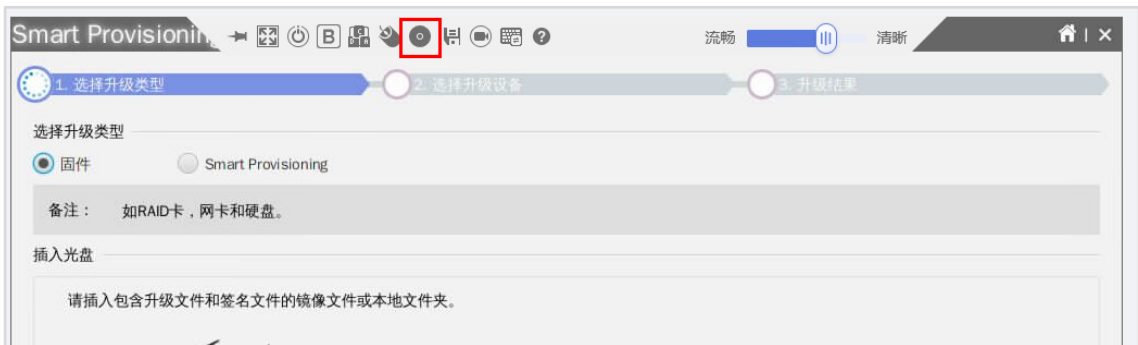 Smart Provisionin B 流畅 清晰
1. 选择升级类型 2. 选择升级设备 3. 升级结果
选择升级类型
固件 Smart Provisioning
备注： 如RAID卡，网卡和硬盘。
插入光盘
请插入包含升级文件和签名文件的镜像文件或本地文件夹。